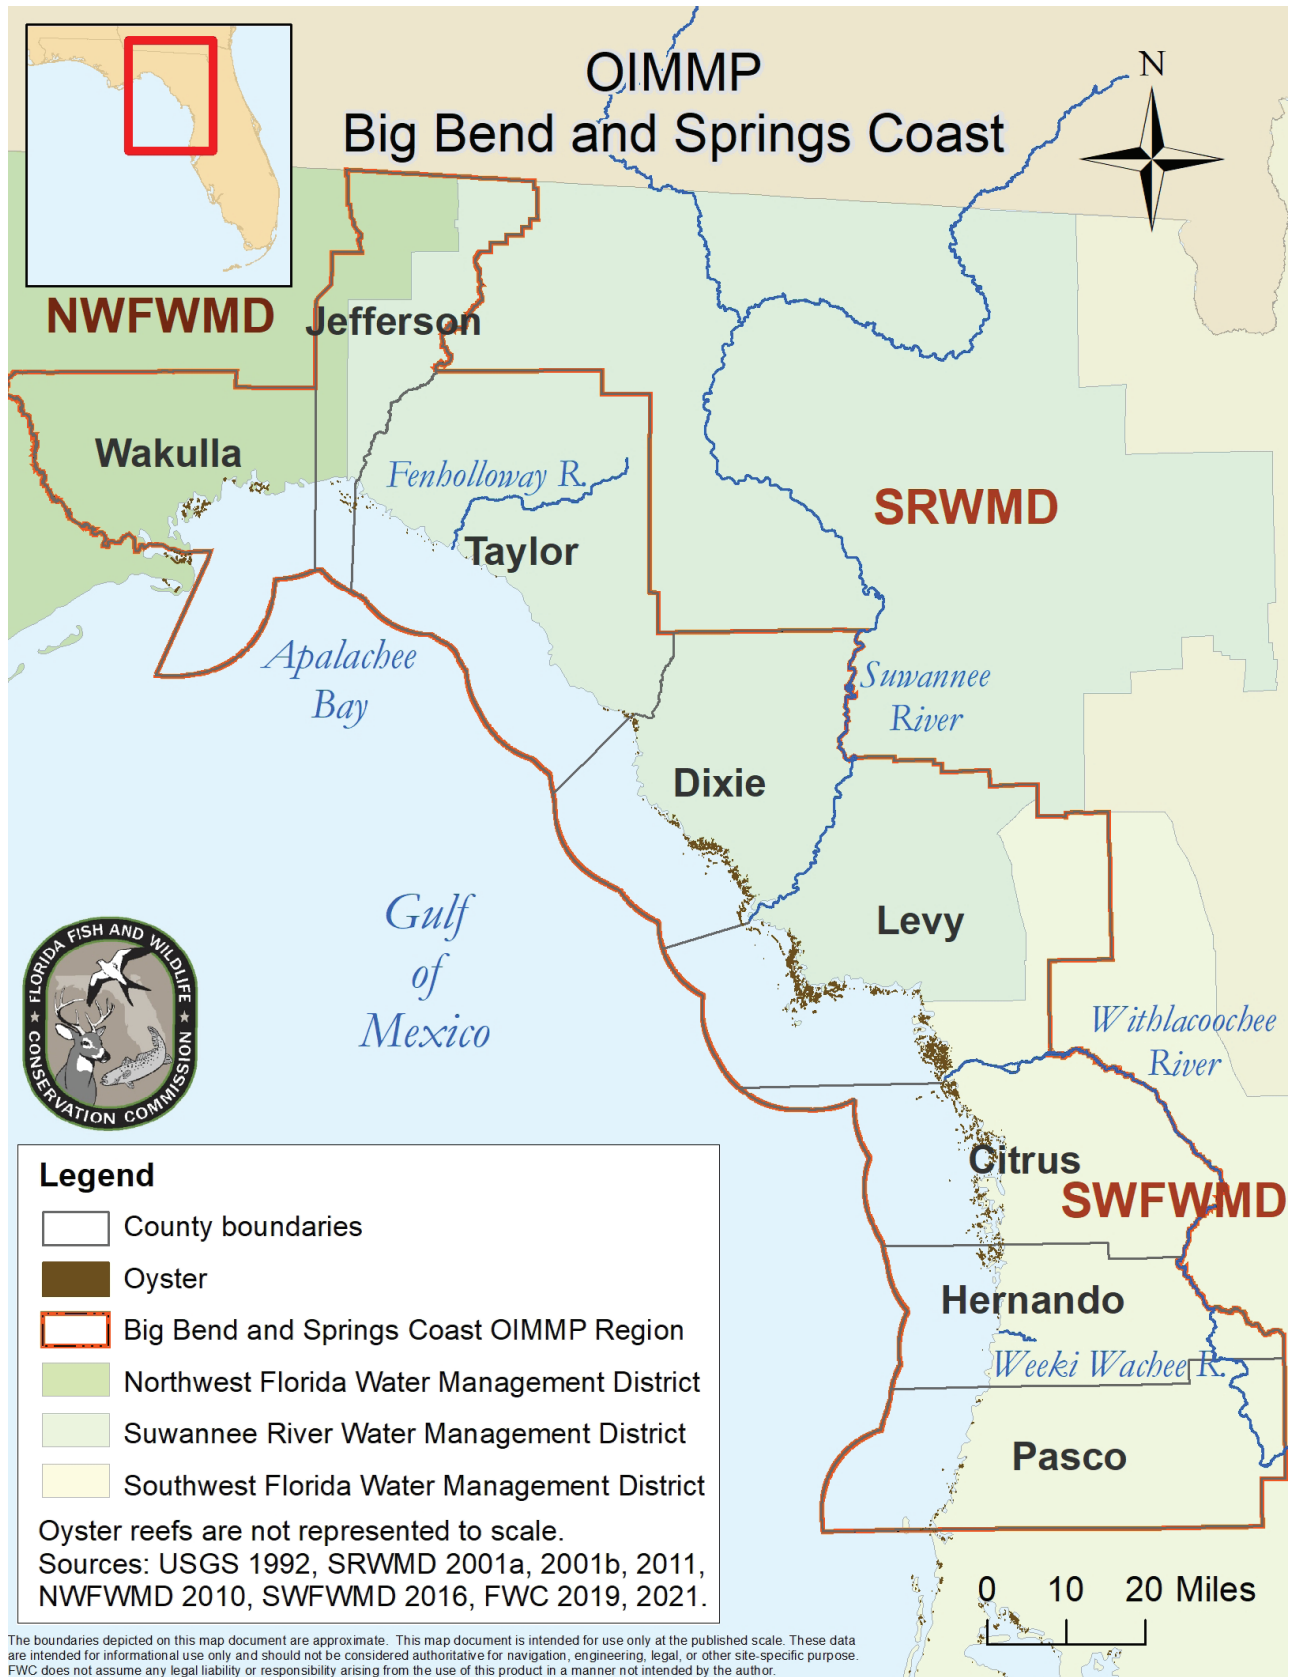 OIMMP
Big Bend and Springs Coast
N
NWFWMD
Jefferson
Wakulla
Fenholloway R.
Taylor
SRWMD
Apalachee
Bay
Suwannee
River
Dixie
Gulf
of
Mexico
Levy
Withlacoochee
River
FLORIDA FISH AND WILDLIFE
CONSERVATION COMMISSION
Citrus
SWFWMD
Hernando
Weeki Wachee R.
Pasco
Legend
County boundaries
Oyster
Big Bend and Springs Coast OIMMP Region
Northwest Florida Water Management District
Suwannee River Water Management District
Southwest Florida Water Management District
Oyster reefs are not represented to scale.
Sources: USGS 1992, SRWMD 2001a, 2001b, 2011,
NWFWMD 2010, SWFWMD 2016, FWC 2019, 2021.
0 10 20 Miles
The boundaries depicted on this map document are approximate. This map document is intended for use only at the published scale. These data
are intended for informational use only and should not be considered authoritative for navigation, engineering, legal, or other site-specific purpose.
FWC does not assume any legal liability or responsibility arising from the use of this product in a manner not intended by the author.